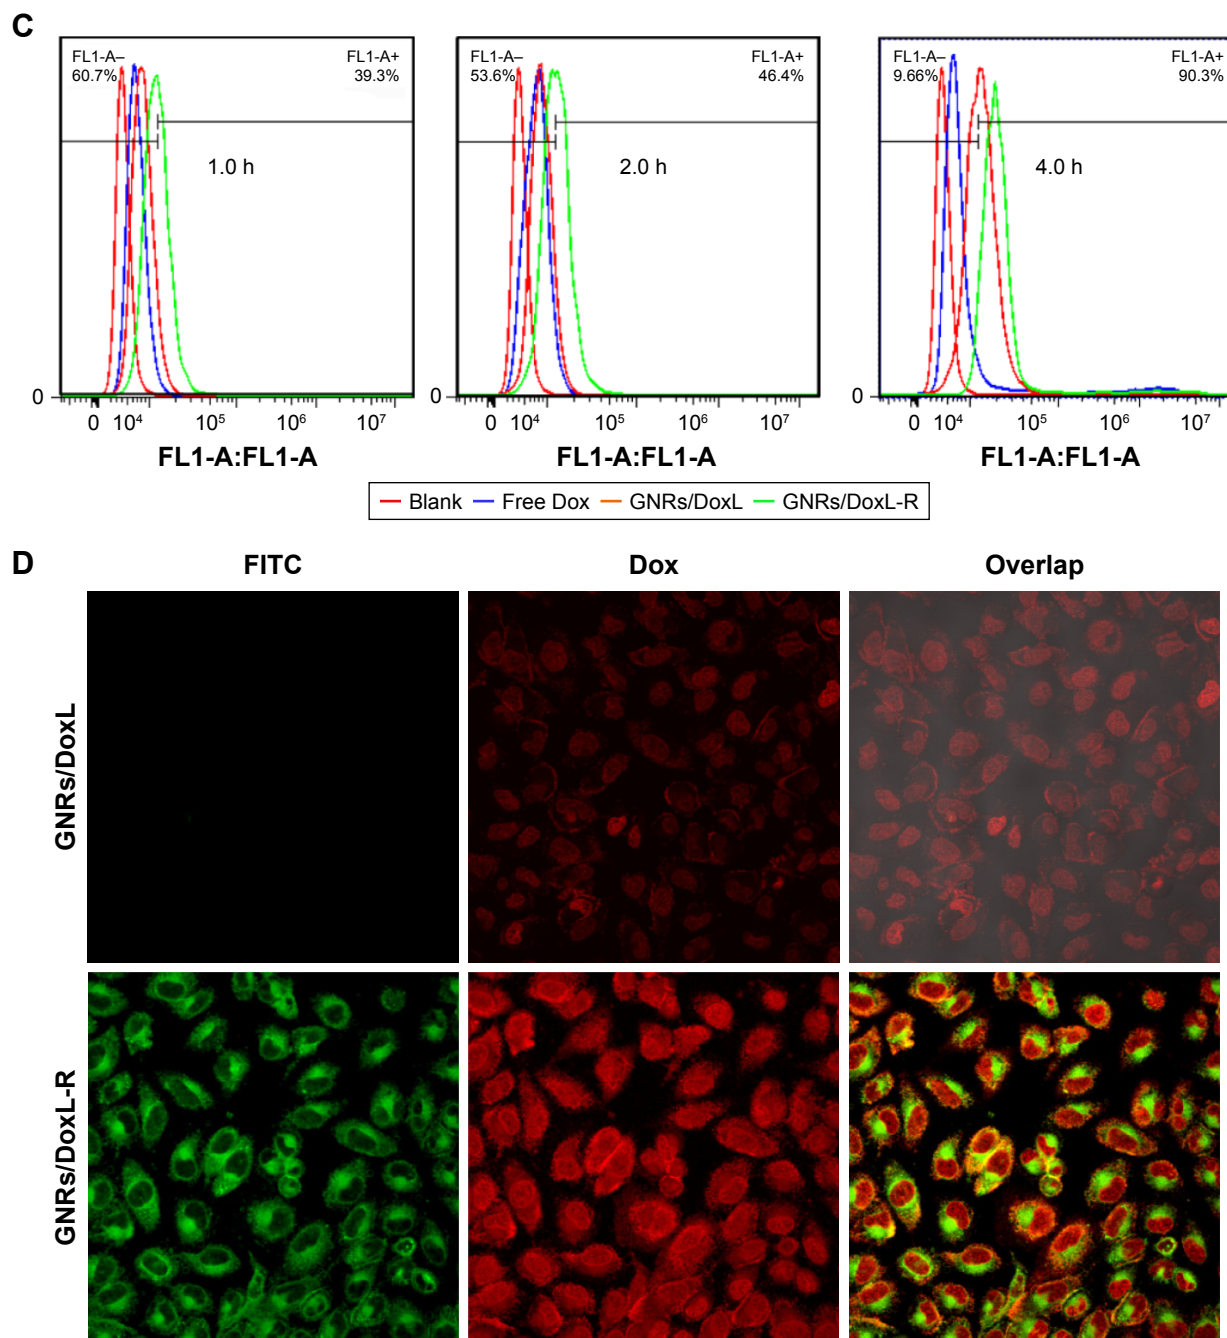 C
FL1-A–
60.7%
FL1-A+
39.3%
1.0 h
0
0 10⁴ 10⁵ 10⁶ 10⁷
FL1-A:FL1-A
FL1-A–
53.6%
FL1-A+
46.4%
2.0 h
0
0 10⁴ 10⁵ 10⁶ 10⁷
FL1-A:FL1-A
FL1-A–
9.66%
FL1-A+
90.3%
4.0 h
0
0 10⁴ 10⁵ 10⁶ 10⁷
FL1-A:FL1-A
Blank Free Dox GNRs/DoxL GNRs/DoxL-R
D
FITC Dox Overlap
GNRs/DoxL
GNRs/DoxL-R